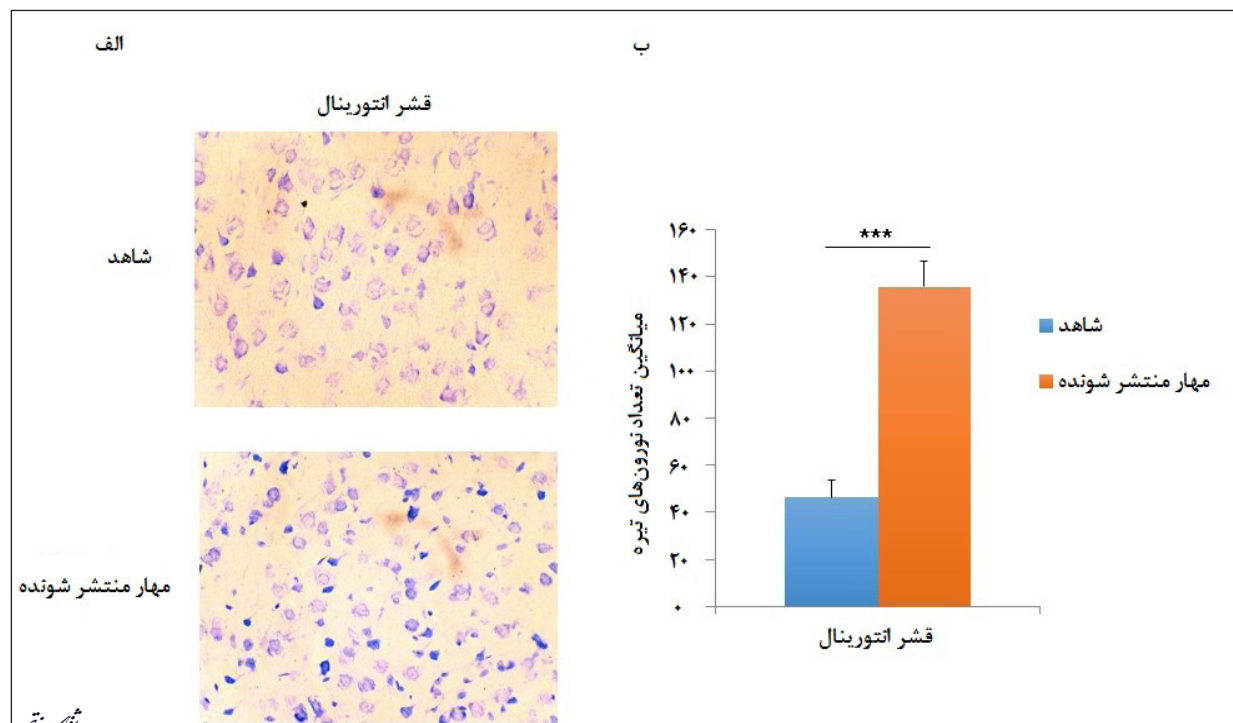 الف
ب
قشر انتورینال
شاهد
مهار منتشر شونده
***
میانگین تعداد نورون‌های تیره
۱۶۰
۱۴۰
۱۲۰
۱۰۰
۸۰
۶۰
۴۰
۲۰
۰
قشر انتورینال
شاهد
مهار منتشر شونده